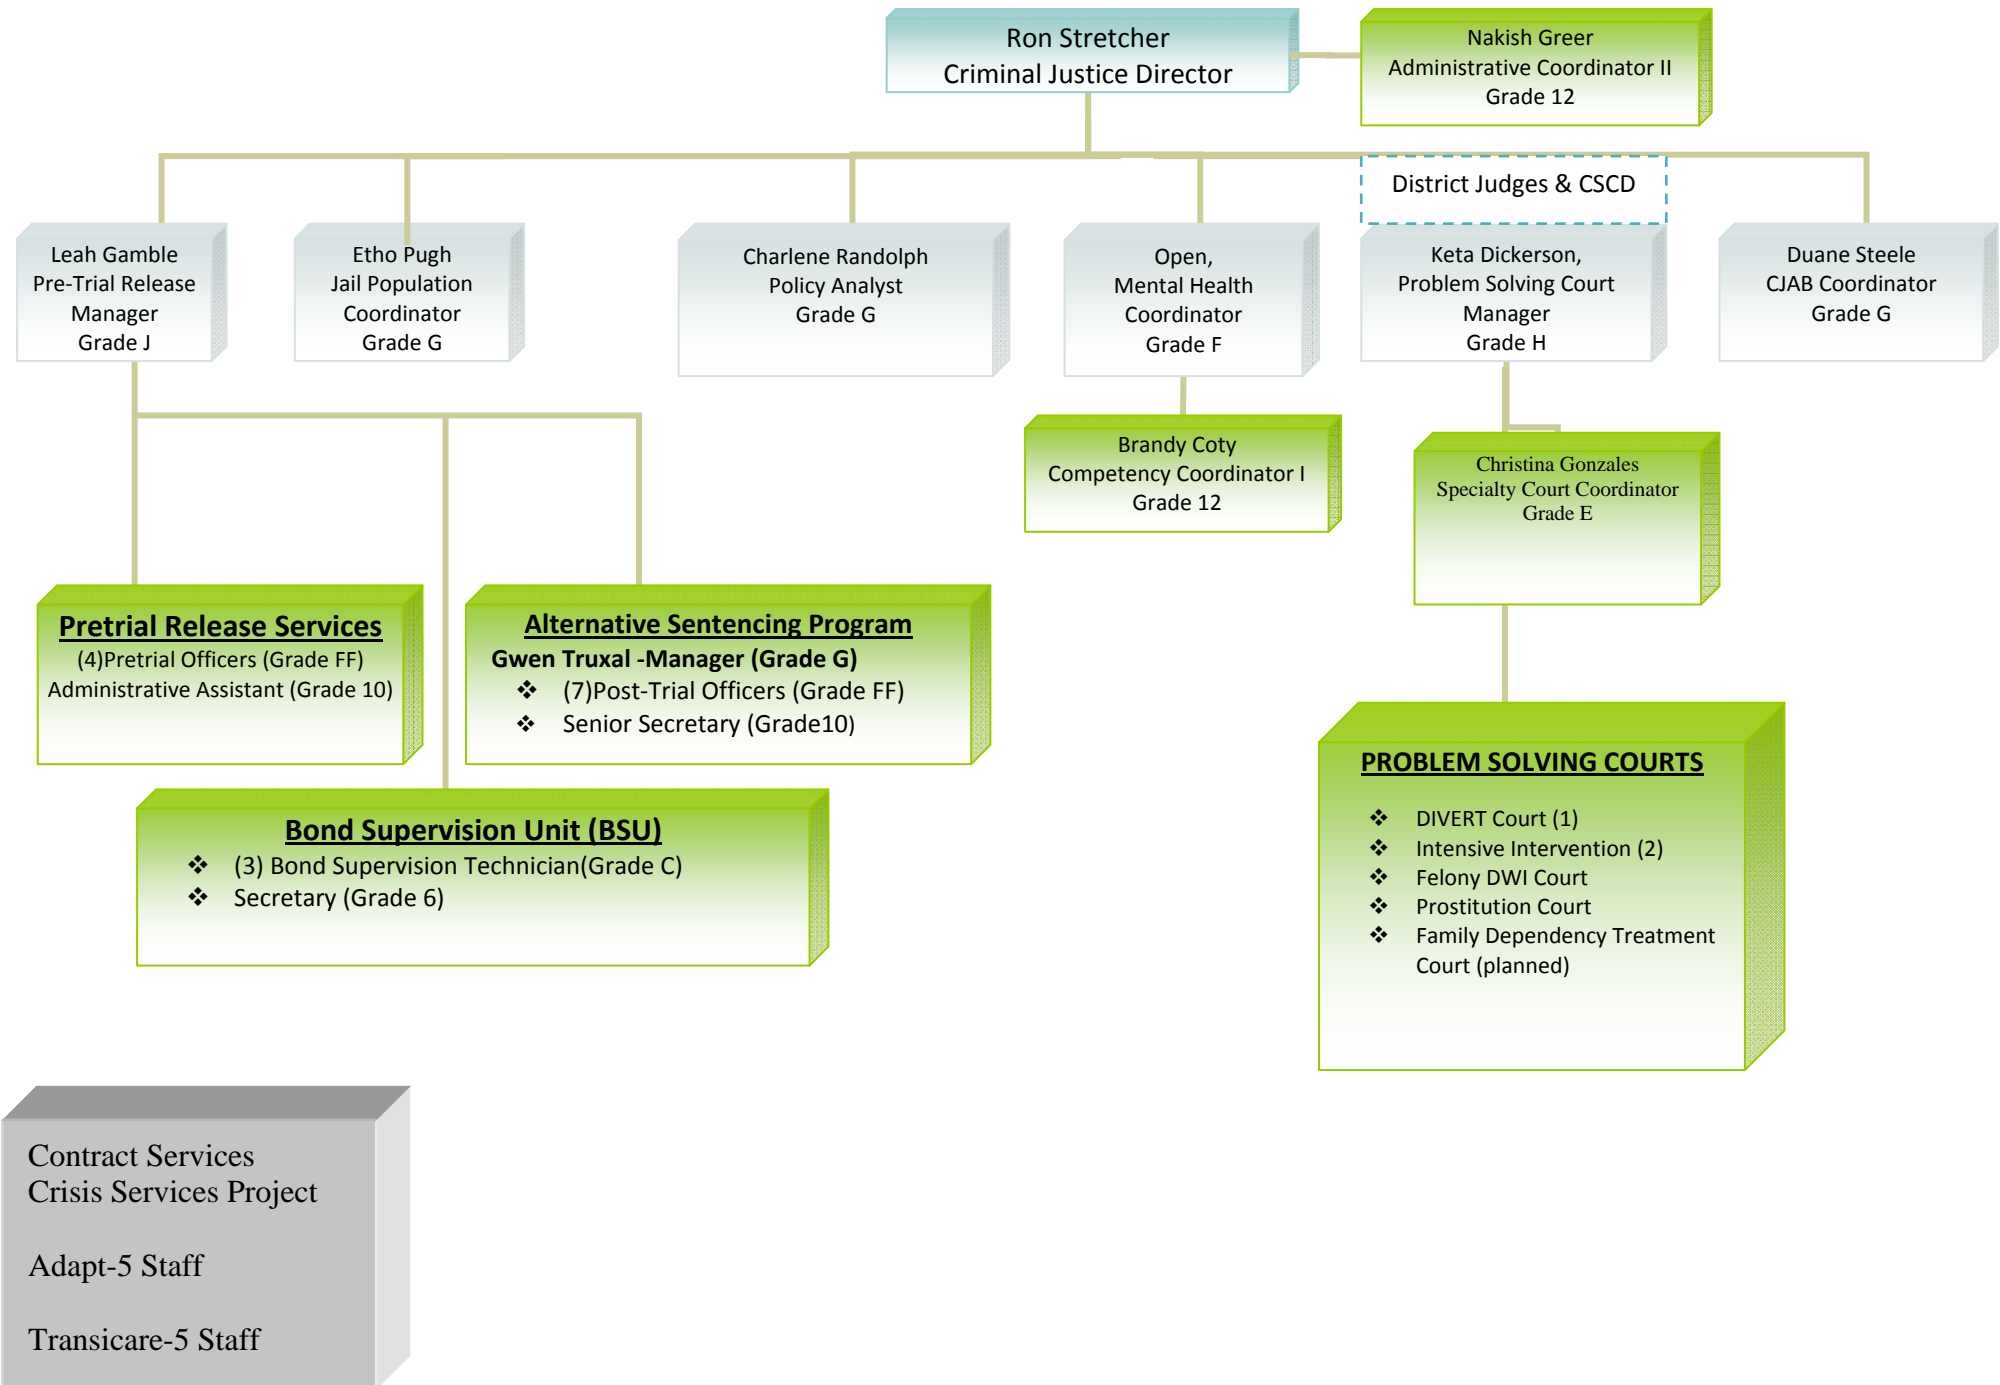 Ron Stretcher
Criminal Justice Director
Nakish Greer
Administrative Coordinator II
Grade 12
District Judges & CSCD
Leah Gamble
Pre-Trial Release
Manager
Grade J
Etho Pugh
Jail Population
Coordinator
Grade G
Charlene Randolph
Policy Analyst
Grade G
Open,
Mental Health
Coordinator
Grade F
Keta Dickerson,
Problem Solving Court
Manager
Grade H
Duane Steele
CJAB Coordinator
Grade G
Brandy Coty
Competency Coordinator I
Grade 12
Christina Gonzales
Specialty Court Coordinator
Grade E
Pretrial Release Services
(4)Pretrial Officers (Grade FF)
Administrative Assistant (Grade 10)
Alternative Sentencing Program
Gwen Truxal -Manager (Grade G)
❖ (7)Post-Trial Officers (Grade FF)
❖ Senior Secretary (Grade10)
Bond Supervision Unit (BSU)
❖ (3) Bond Supervision Technician(Grade C)
❖ Secretary (Grade 6)
PROBLEM SOLVING COURTS
❖ DIVERT Court (1)
❖ Intensive Intervention (2)
❖ Felony DWI Court
❖ Prostitution Court
❖ Family Dependency Treatment
Court (planned)
Contract Services
Crisis Services Project
Adapt-5 Staff
Transicare-5 Staff